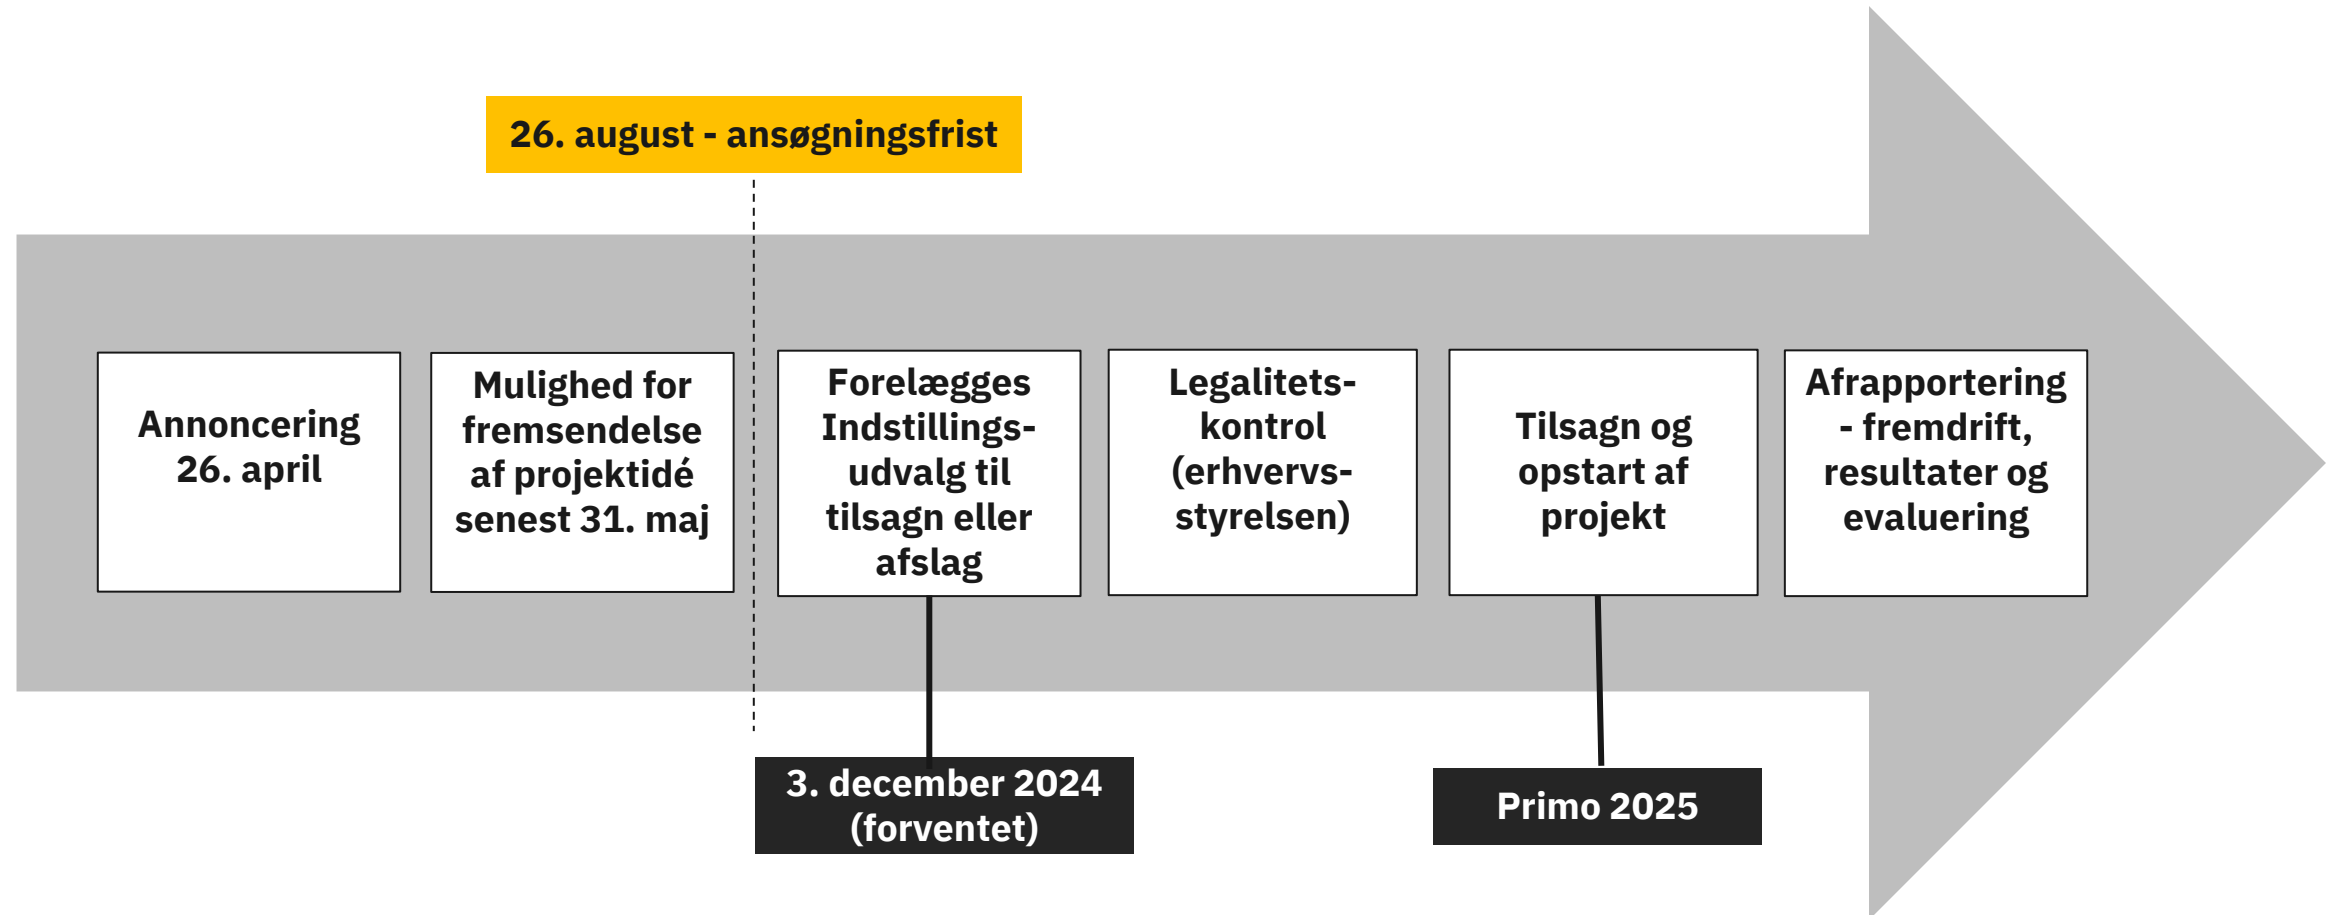 26. august - ansøgningsfrist
Annoncering
26. april
Mulighed for
fremsendelse
af projektidé
senest 31. maj
Forelægges
Indstillings-
udvalg til
tilsagn eller
afslag
Legalitets-
kontrol
(erhvervs-
styrelsen)
Tilsagn og
opstart af
projekt
Afrapportering
- fremdrift,
resultater og
evaluering
3. december 2024
(forventet)
Primo 2025